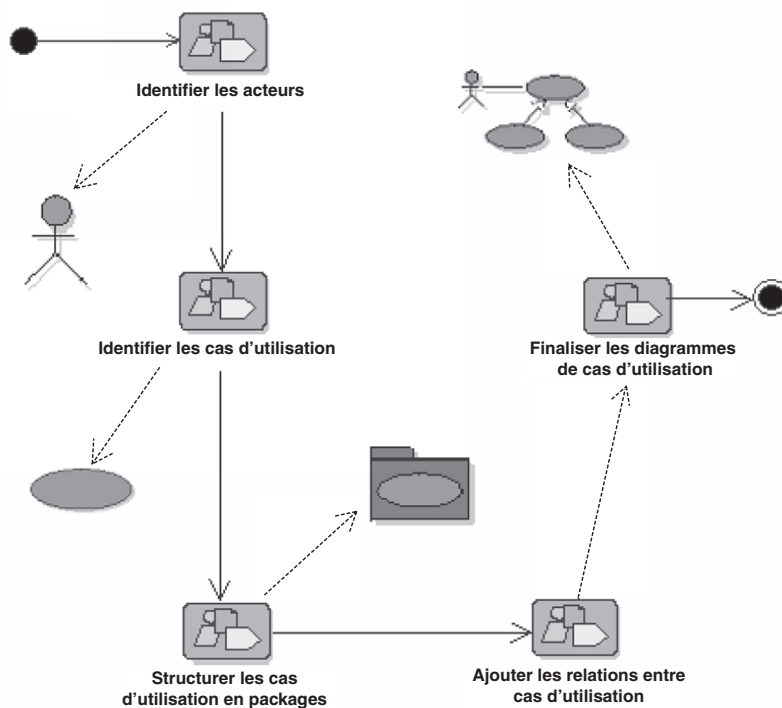 Identifier les acteurs
Identifier les cas d’utilisation
Structurer les cas
d’utilisation en packages
Ajouter les relations entre
cas d’utilisation
Finaliser les diagrammes
de cas d’utilisation